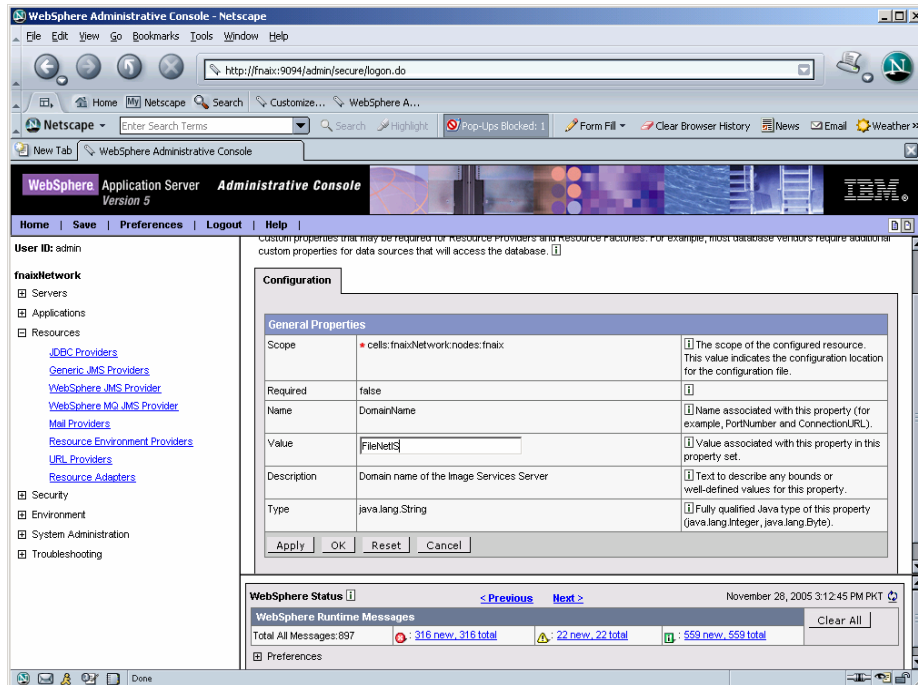 WebSphere Administrative Console - Netscape
File Edit View Go Bookmarks Tools Window Help
http://fnaix:9094/admin/secure/logon.do
Home My Netscape Search Customize... WebSphere A...
Netscape Enter Search Terms Search Highlight Pop-Ups Blocked: 1 Form Fill Clear Browser History News Email Weather
New Tab WebSphere Administrative Console
WebSphere Application Server Administrative Console
Version 5
IBM
Home | Save | Preferences | Logout | Help |
User ID: admin
fnaixNetwork
Servers
Applications
Resources
JDBC Providers
Generic JMS Providers
WebSphere JMS Provider
WebSphere MQ JMS Provider
Mail Providers
Resource Environment Providers
URL Providers
Resource Adapters
Security
Environment
System Administration
Troubleshooting
Custom properties that may be required for Resource Providers and Resource Factories. For example, most database vendors require additional
custom properties for data sources that will access the database.
Configuration
General Properties
Scope * cells:fnaixNetwork:nodes:fnaix The scope of the configured resource.
This value indicates the configuration location
for the configuration file.
Required false
Name DomainName Name associated with this property (for
example, PortNumber and ConnectionURL).
Value FileNetIS Value associated with this property in this
property set.
Description Domain name of the Image Services Server Text to describe any bounds or
well-defined values for this property.
Type java.lang.String Fully qualified Java type of this property
(java.lang.Integer, java.lang.Byte).
Apply OK Reset Cancel
WebSphere Status < Previous Next > November 28, 2005 3:12:45 PM PKT
WebSphere Runtime Messages Clear All
Total All Messages:897 : 316 new, 316 total : 22 new, 22 total : 559 new, 559 total
Preferences
Done